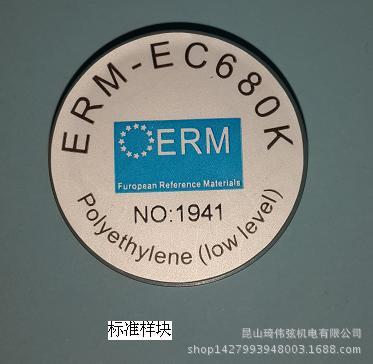 ERM-EC680K
ERM
European Reference Materials
NO:1941
Polyethylene (low level)
标准样块
昆山琦伟弦机电有限公司
shop1427993948003.1688.com